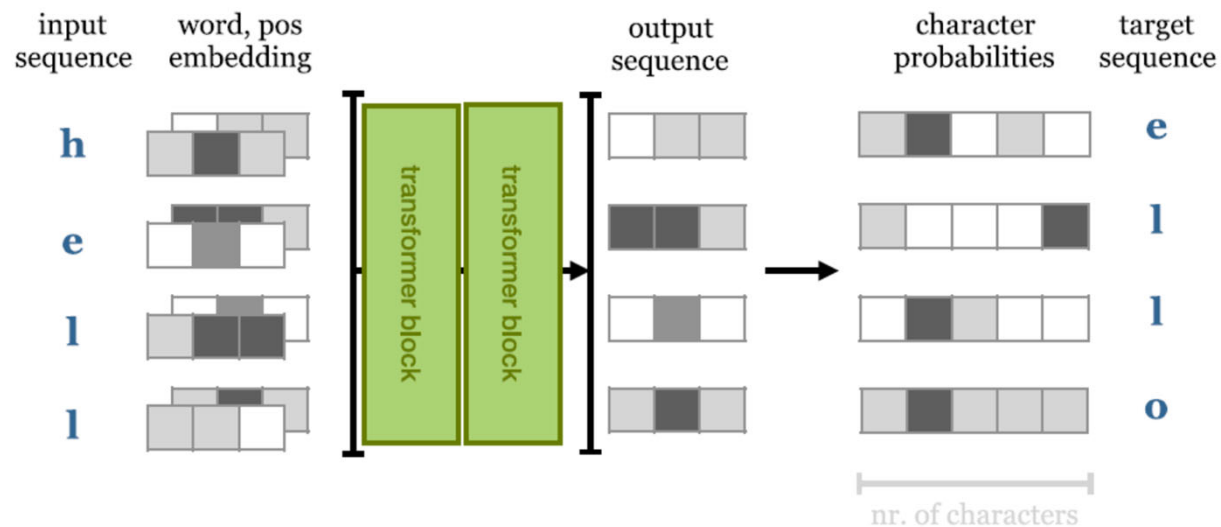 input
sequence
word, pos
embedding
output
sequence
character
probabilities
target
sequence
h
e
l
l
transformer block
transformer block
e
l
l
o
nr. of characters